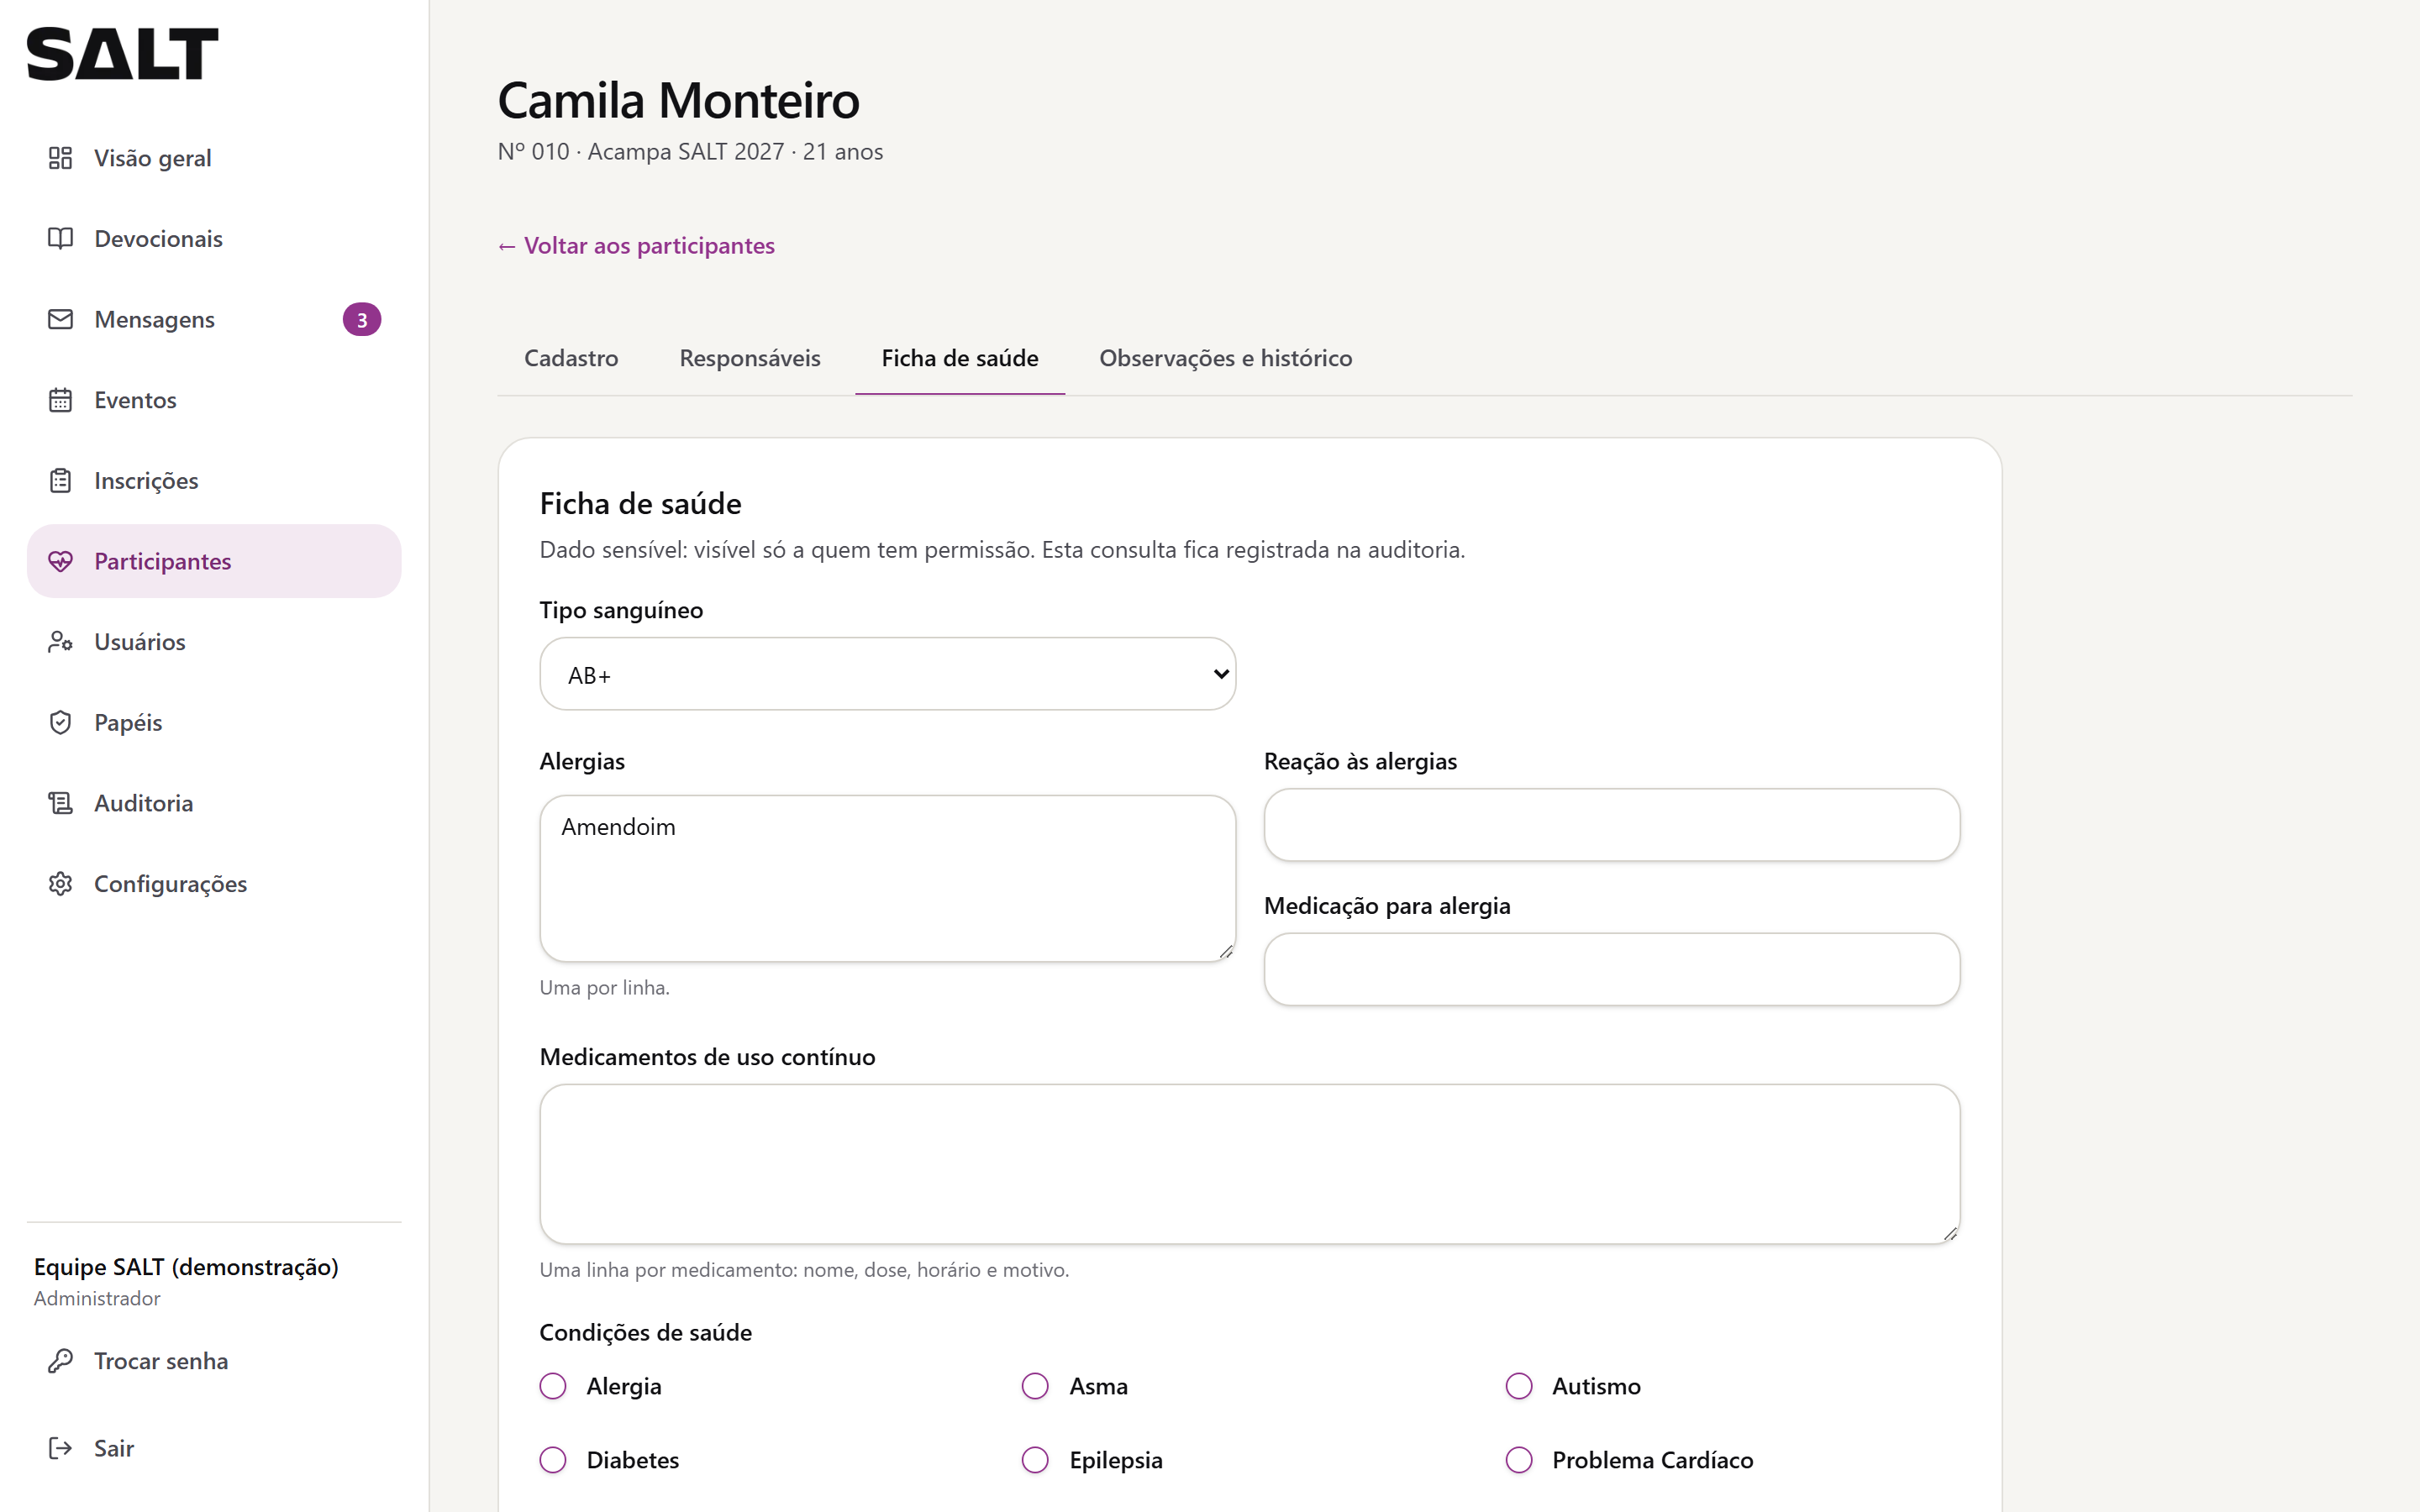 SALT
Visão geral
Devocionais
Mensagens
3
Eventos
Inscrições
Participantes
Usuários
Papéis
Auditoria
Configurações
Equipe SALT (demonstração)
Administrador
Trocar senha
Sair
Camila Monteiro
Nº 010 · Acampa SALT 2027 · 21 anos
← Voltar aos participantes
Cadastro
Responsáveis
Ficha de saúde
Observações e histórico
Ficha de saúde
Dado sensível: visível só a quem tem permissão. Esta consulta fica registrada na auditoria.
Tipo sanguíneo
AB+
Alergias
Amendoim
Uma por linha.
Reação às alergias
Medicação para alergia
Medicamentos de uso contínuo
Uma linha por medicamento: nome, dose, horário e motivo.
Condições de saúde
Alergia
Asma
Autismo
Diabetes
Epilepsia
Problema Cardíaco